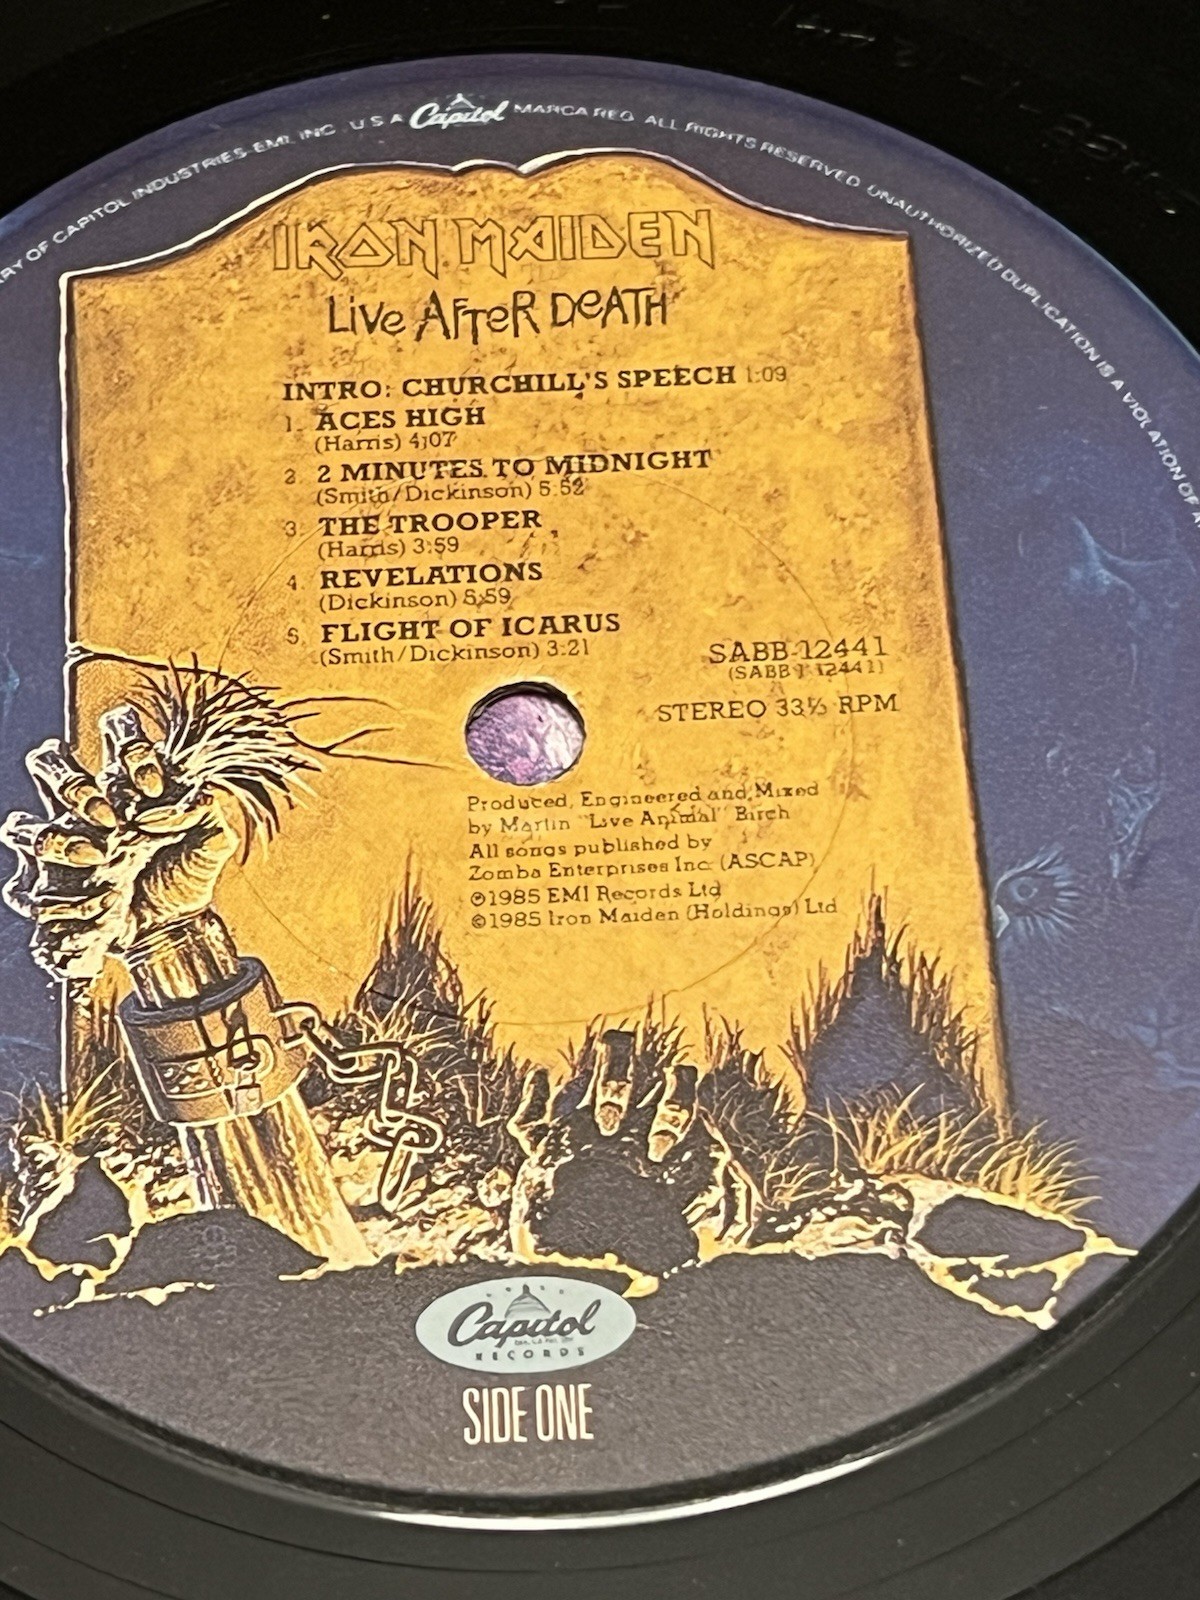 ARY OF CAPITOL INDUSTRIES-EMI, INC. U.S.A. Capitol MARCA REG. ALL RIGHTS RESERVED. UNAUTHORIZED DUPLICATION IS A VIOLATION OF
IRON MAIDEN
LIVE AFTER DEATH
INTRO: CHURCHILL'S SPEECH 1:09
1. ACES HIGH
(Harris) 4:07
2. 2 MINUTES TO MIDNIGHT
(Smith/Dickinson) 5:52
3. THE TROOPER
(Harris) 3:59
4. REVELATIONS
(Dickinson) 5:59
5. FLIGHT OF ICARUS
(Smith/Dickinson) 3:21
SABB-12441
(SABB 1 12441)
STEREO 33⅓ RPM
Produced, Engineered and Mixed
by Martin "Live Animal" Birch
All songs published by
Zomba Enterprises Inc. (ASCAP)
℗1985 EMI Records Ltd
©1985 Iron Maiden (Holdings) Ltd
Capitol
RECORDS
SIDE ONE